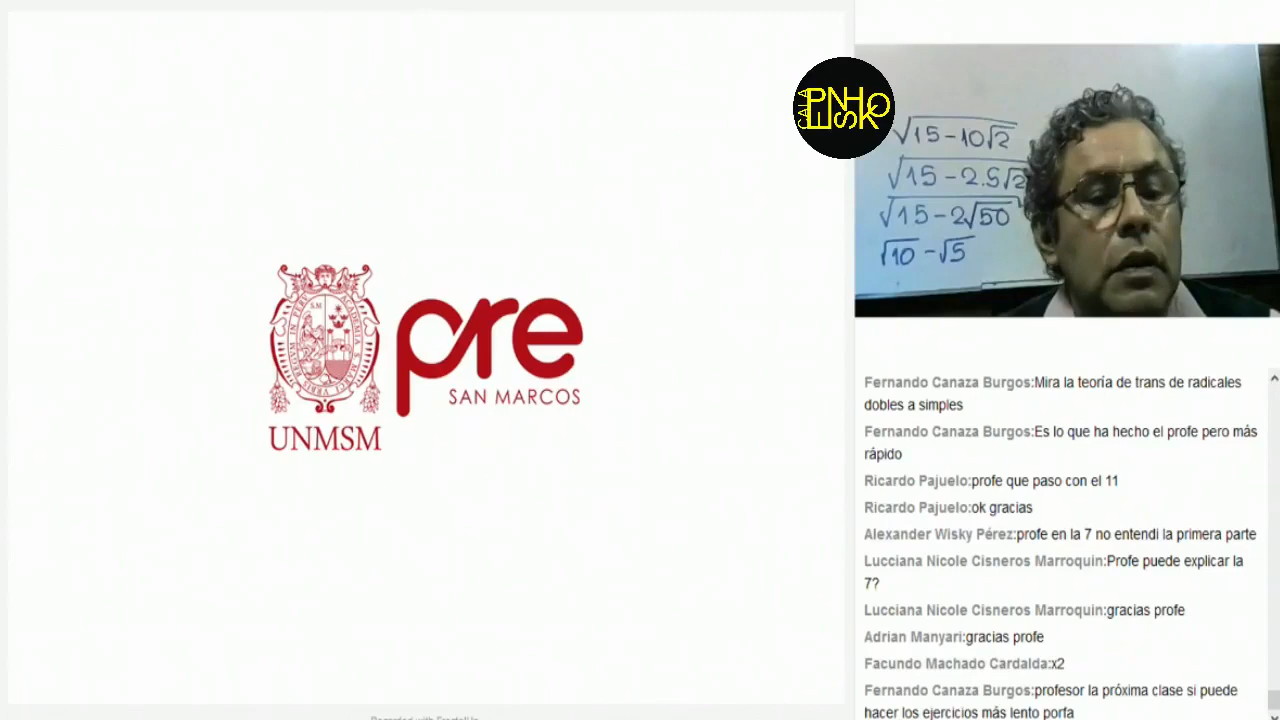 pre
SAN MARCOS
UNMSM
CALA
PENHO
ESK
√15-10√2
√15-2.5√2
√15-2√50
√10-√5
Fernando Canaza Burgos:Mira la teoría de trans de radicales
dobles a simples
Fernando Canaza Burgos:Es lo que ha hecho el profe pero más
rápido
Ricardo Pajuelo:profe que paso con el 11
Ricardo Pajuelo:ok gracias
Alexander Wisky Pérez:profe en la 7 no entendi la primera parte
Lucciana Nicole Cisneros Marroquin:Profe puede explicar la
7?
Lucciana Nicole Cisneros Marroquin:gracias profe
Adrian Manyari:gracias profe
Facundo Machado Cardalda:x2
Fernando Canaza Burgos:profesor la próxima clase si puede
hacer los ejercicios más lento porfa